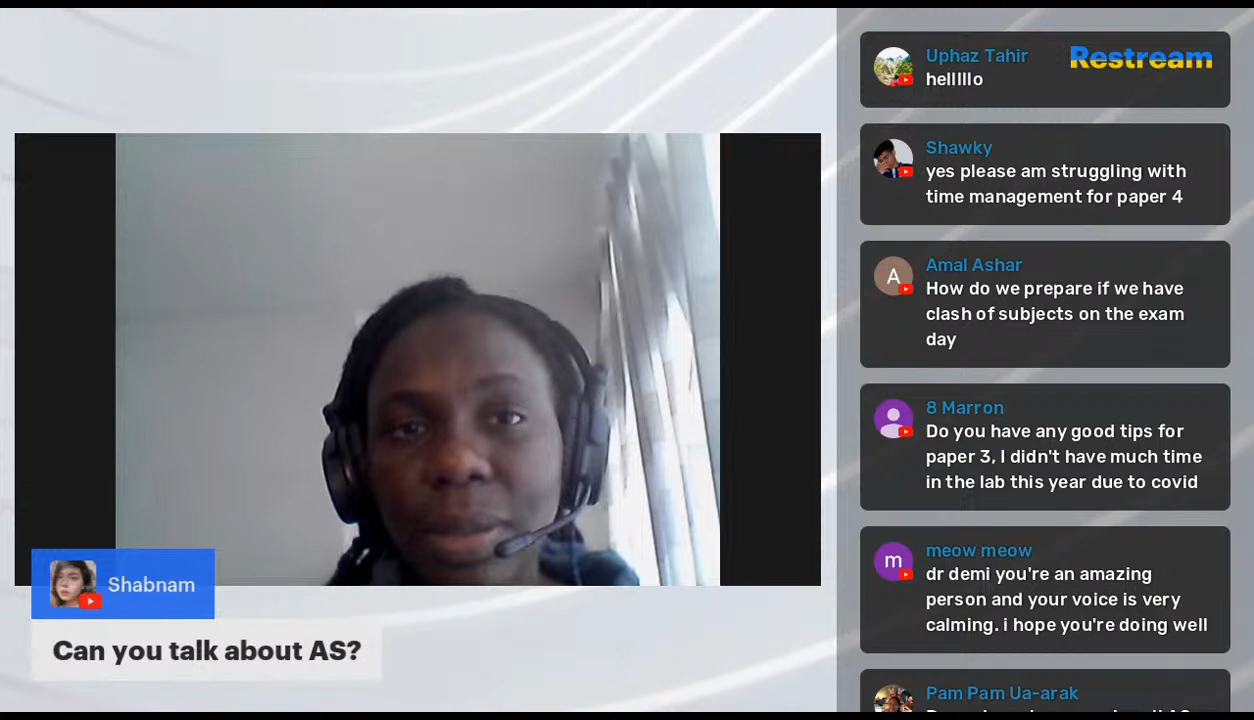 Restream
Uphaz Tahir
helllllo
Shawky
yes please am struggling with
time management for paper 4
A
Amal Ashar
How do we prepare if we have
clash of subjects on the exam
day
8 Marron
Do you have any good tips for
paper 3, I didn't have much time
in the lab this year due to covid
m
meow meow
dr demi you're an amazing
person and your voice is very
calming. i hope you're doing well
Pam Pam Ua-arak
Shabnam
Can you talk about AS?